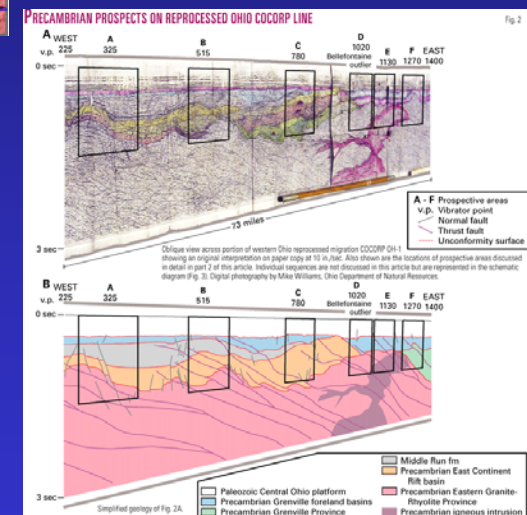 PRECAMBRIAN PROSPECTS ON REPROCESSED OHIO COCORP LINE
Fig. 2
A WEST
v.p. 225
A
325
B
515
C
780
D
1020
Bellefontaine
outlier
E
1130
F
1270
EAST
1400
0 sec
3 sec
73 miles
A - F Prospective areas
v.p. Vibrator point
Normal fault
Thrust fault
Unconformity surface
Oblique view across portion of western Ohio reprocessed migration COCORP OH-1
showing an original interpretation on paper copy at 10 in./sec. Also shown are the locations of prospective areas discussed
in detail in part 2 of this article. Individual sequences are not discussed in this article but are represented in the schematic
diagram (Fig. 3). Digital photography by Mike Williams, Ohio Department of Natural Resources.
B WEST
v.p. 225
A
325
B
515
C
780
D
1020
Bellefontaine
outlier
E
1130
F
1270
EAST
1400
0 sec
3 sec
Simplified geology of Fig. 2A.
Paleozoic Central Ohio platform
Precambrian Grenville foreland basins
Precambrian Grenville Province
Middle Run fm
Precambrian East Continent
Rift basin
Precambrian Eastern Granite-
Rhyolite Province
Precambrian igneous intrusion